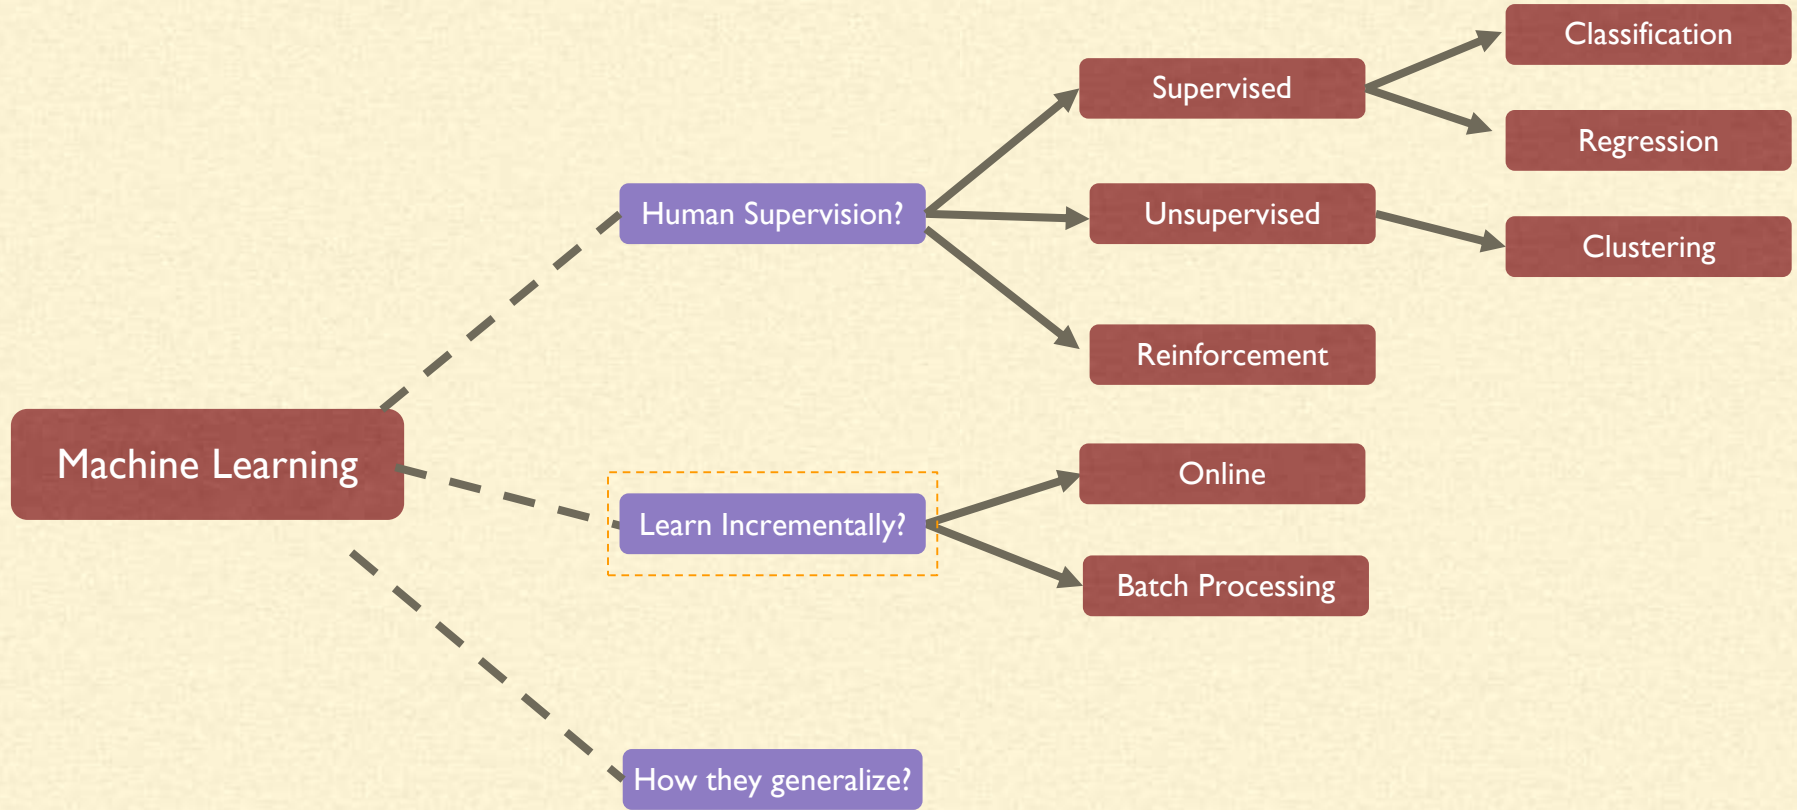 Classification
Supervised
Regression
Human Supervision?
Unsupervised
Clustering
Reinforcement
Machine Learning
Online
Learn Incrementally?
Batch Processing
How they generalize?